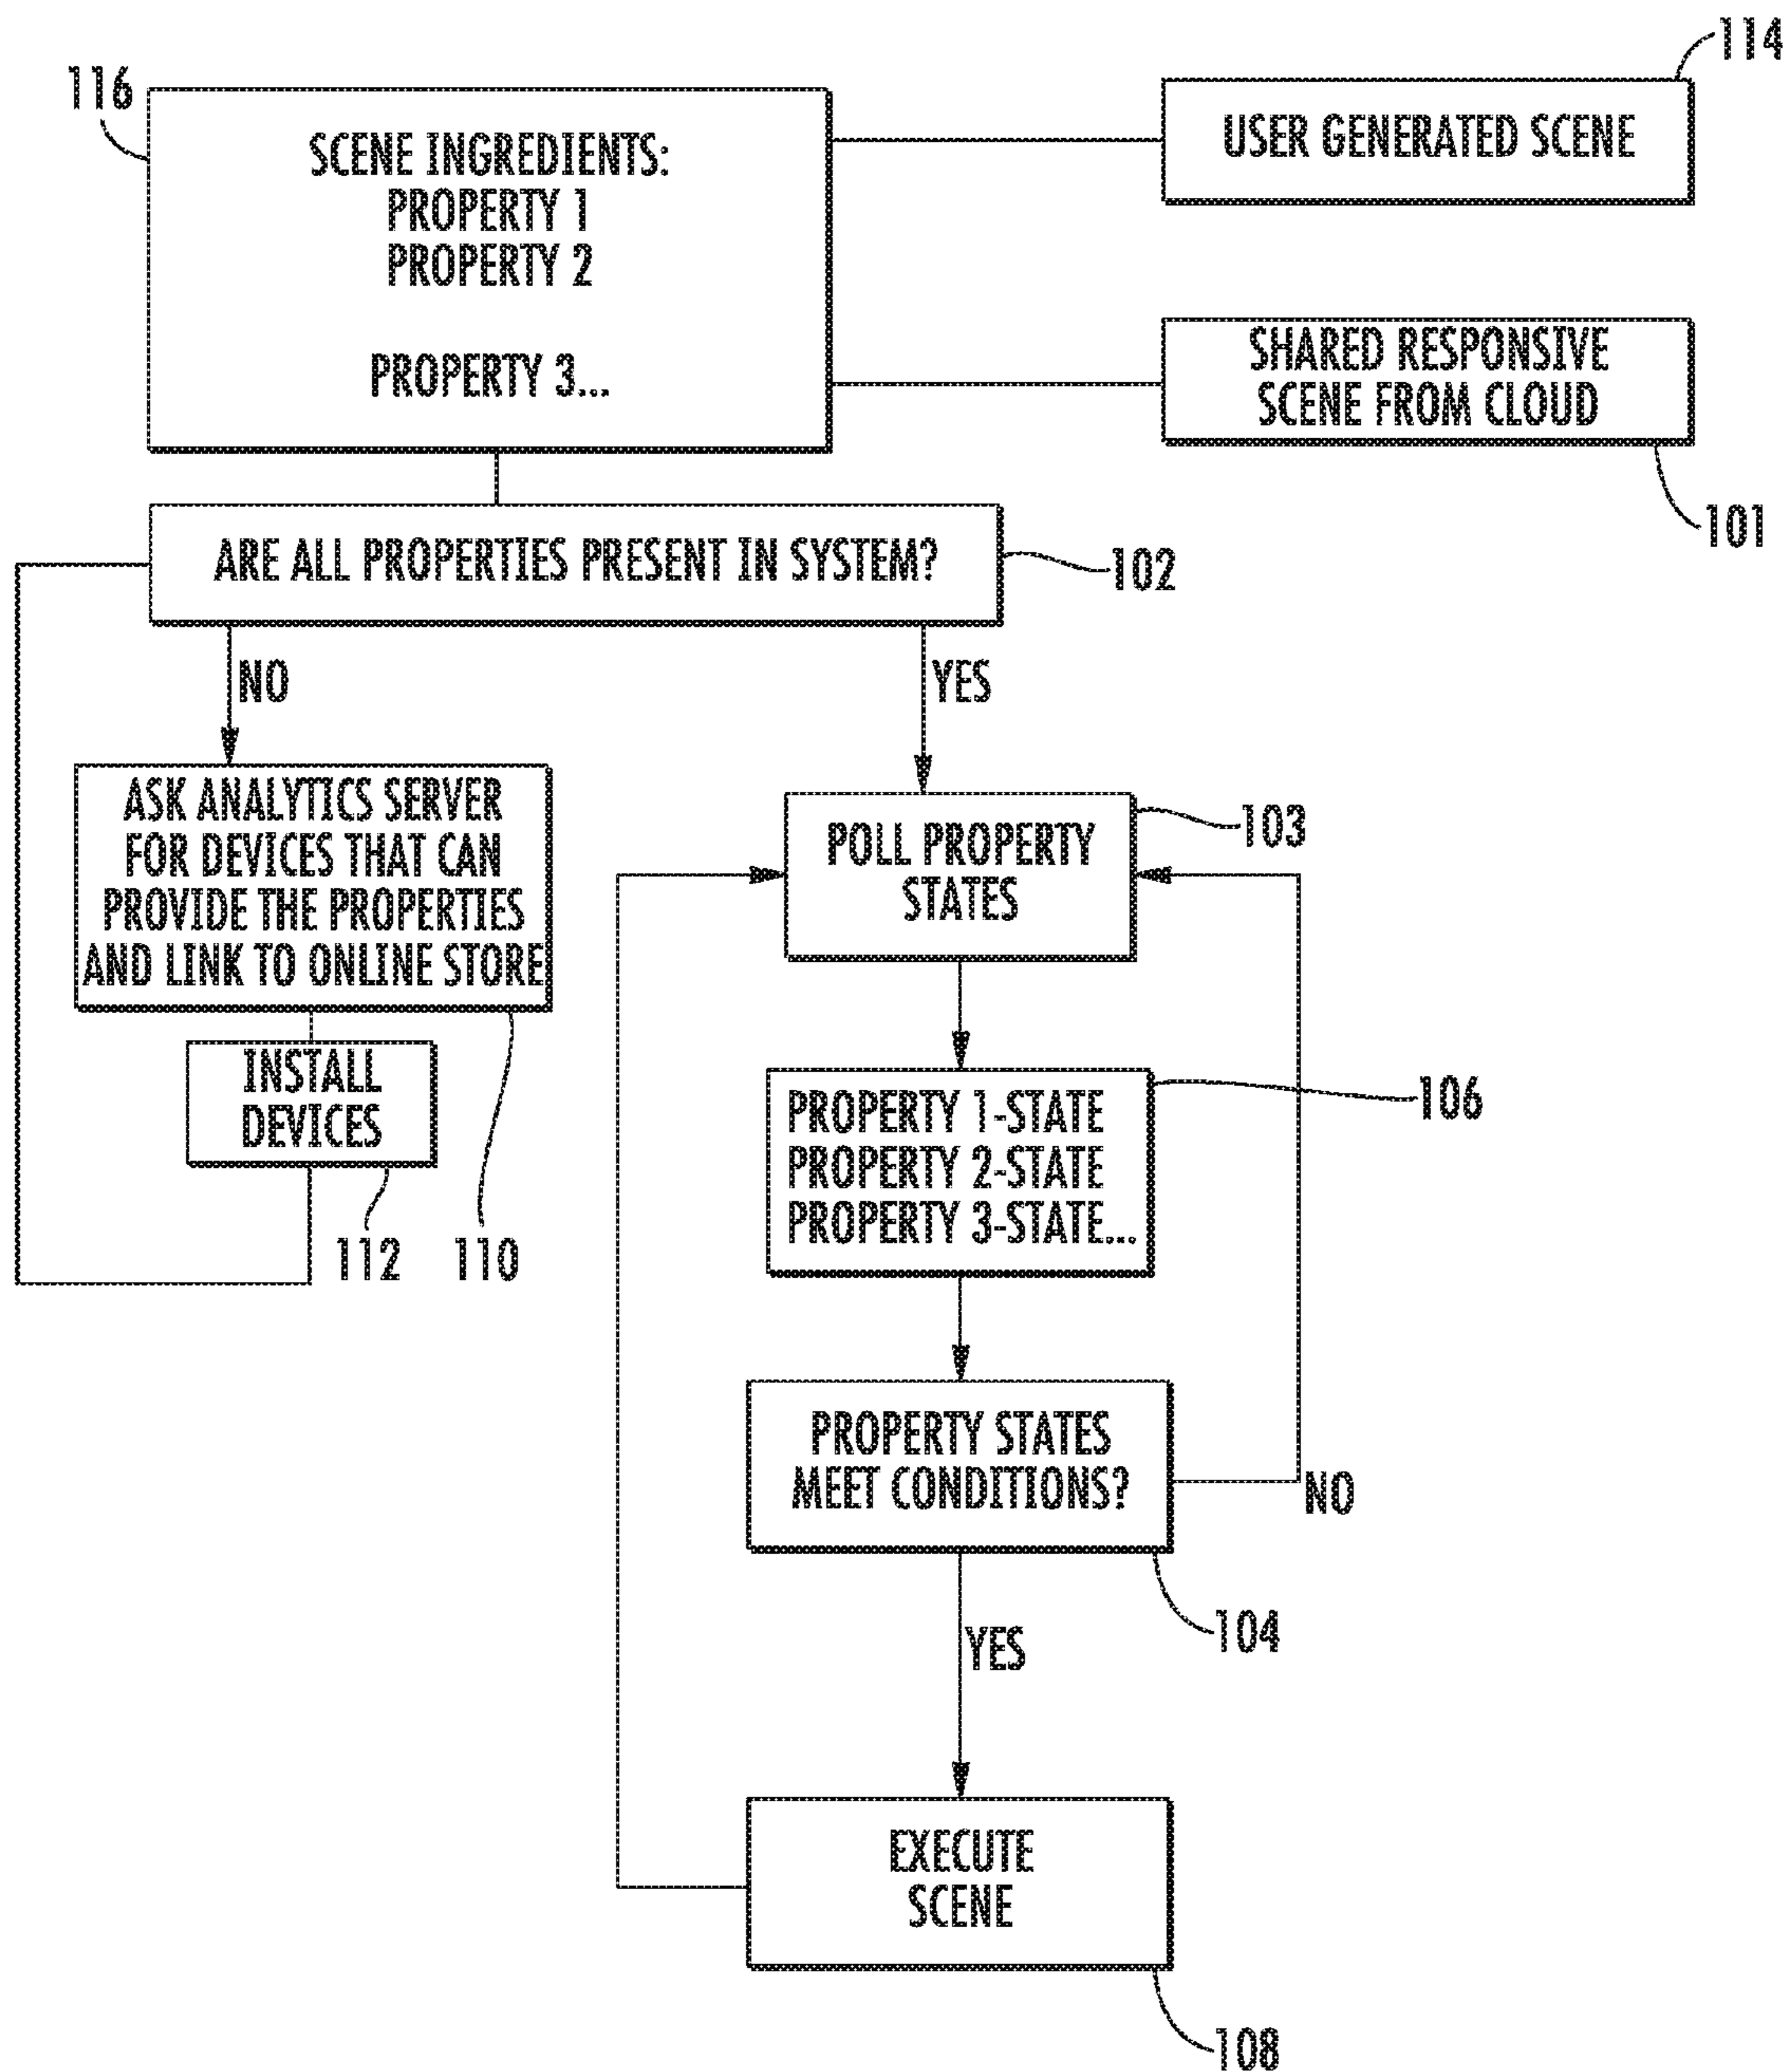 114
116
SCENE INGREDIENTS:
PROPERTY 1
PROPERTY 2
PROPERTY 3...
USER GENERATED SCENE
SHARED RESPONSIVE
SCENE FROM CLOUD
101
ARE ALL PROPERTIES PRESENT IN SYSTEM?
102
NO
YES
ASK ANALYTICS SERVER
FOR DEVICES THAT CAN
PROVIDE THE PROPERTIES
AND LINK TO ONLINE STORE
POLL PROPERTY
STATES
103
INSTALL
DEVICES
112
110
PROPERTY 1-STATE
PROPERTY 2-STATE
PROPERTY 3-STATE...
106
PROPERTY STATES
MEET CONDITIONS?
NO
104
YES
EXECUTE
SCENE
108